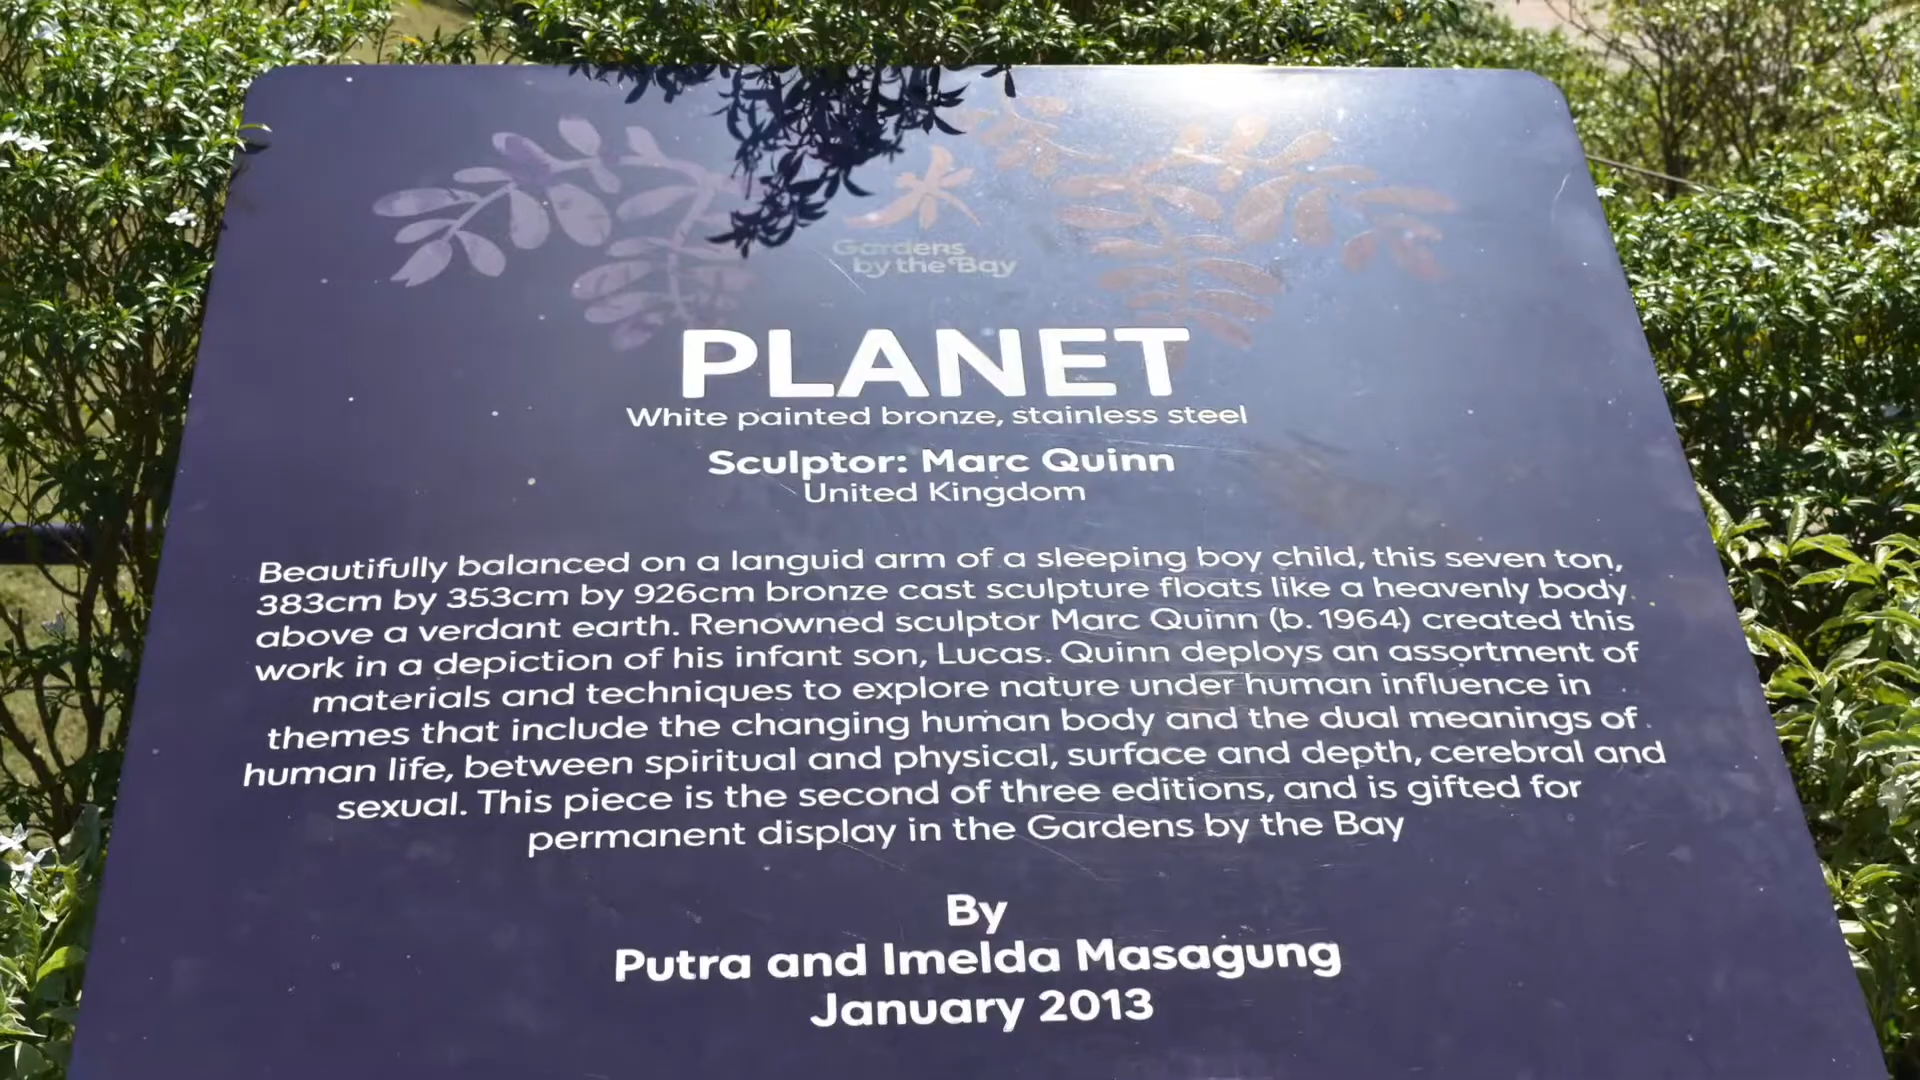 Gardens
by the Bay
PLANET
White painted bronze, stainless steel
Sculptor: Marc Quinn
United Kingdom
Beautifully balanced on a languid arm of a sleeping boy child, this seven ton,
383cm by 353cm by 926cm bronze cast sculpture floats like a heavenly body
above a verdant earth. Renowned sculptor Marc Quinn (b. 1964) created this
work in a depiction of his infant son, Lucas. Quinn deploys an assortment of
materials and techniques to explore nature under human influence in
themes that include the changing human body and the dual meanings of
human life, between spiritual and physical, surface and depth, cerebral and
sexual. This piece is the second of three editions, and is gifted for
permanent display in the Gardens by the Bay
By
Putra and Imelda Masagung
January 2013